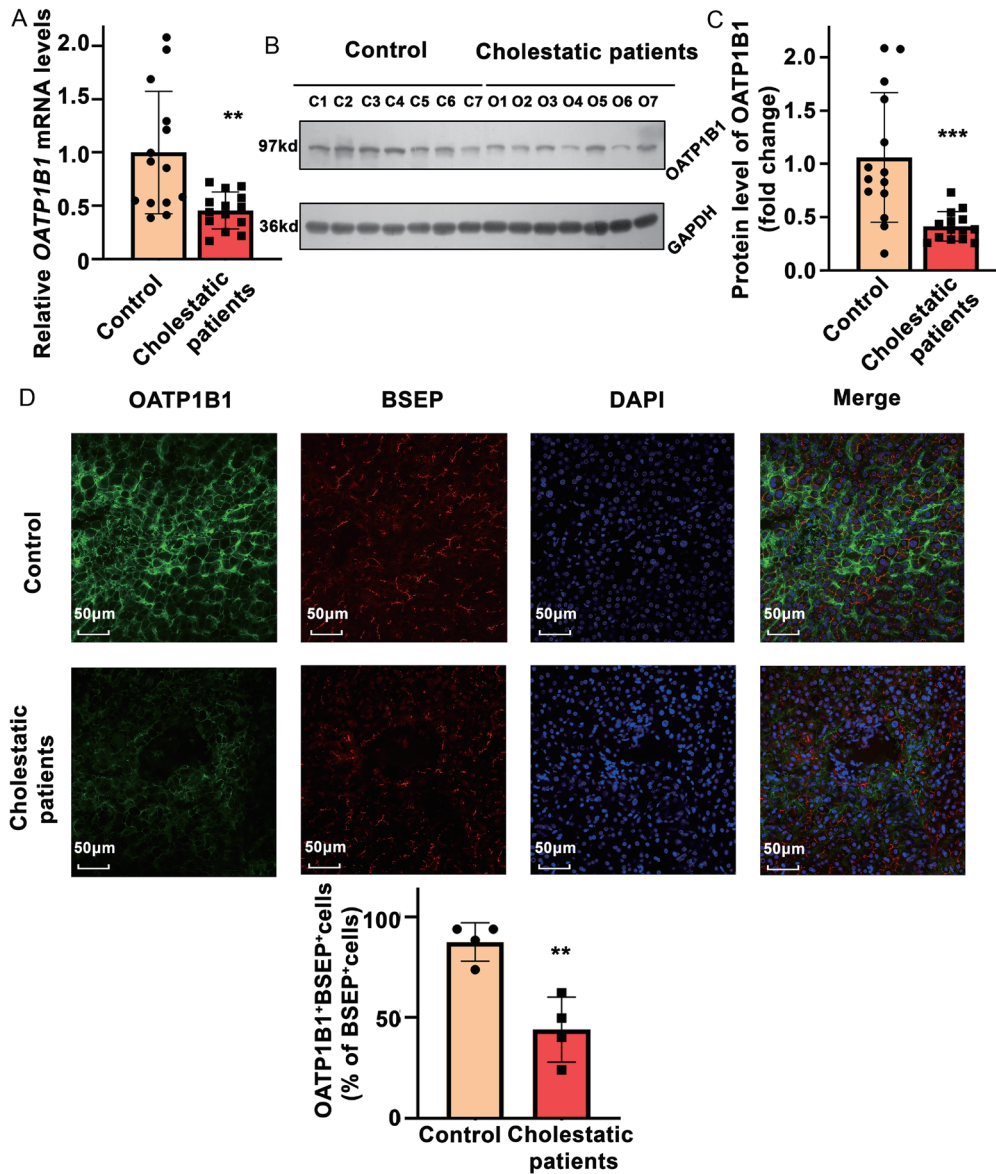 A
Relative OATP1B1 mRNA levels
2.0
1.5
1.0
0.5
0
**
Control
Cholestatic
patients
B
Control
Cholestatic patients
C1 C2 C3 C4 C5 C6 C7 O1 O2 O3 O4 O5 O6 O7
97kd
OATP1B1
36kd
GAPDH
C
Protein level of OATP1B1
(fold change)
2.0
1.0
0.5
0.0
***
Control
Cholestatic
patients
D
OATP1B1 BSEP DAPI Merge
Control
50μm 50μm 50μm 50μm
Cholestatic
patients
50μm 50μm 50μm 50μm
OATP1B1⁺BSEP⁺cells
(% of BSEP⁺cells)
100
50
0
**
Control Cholestatic
patients